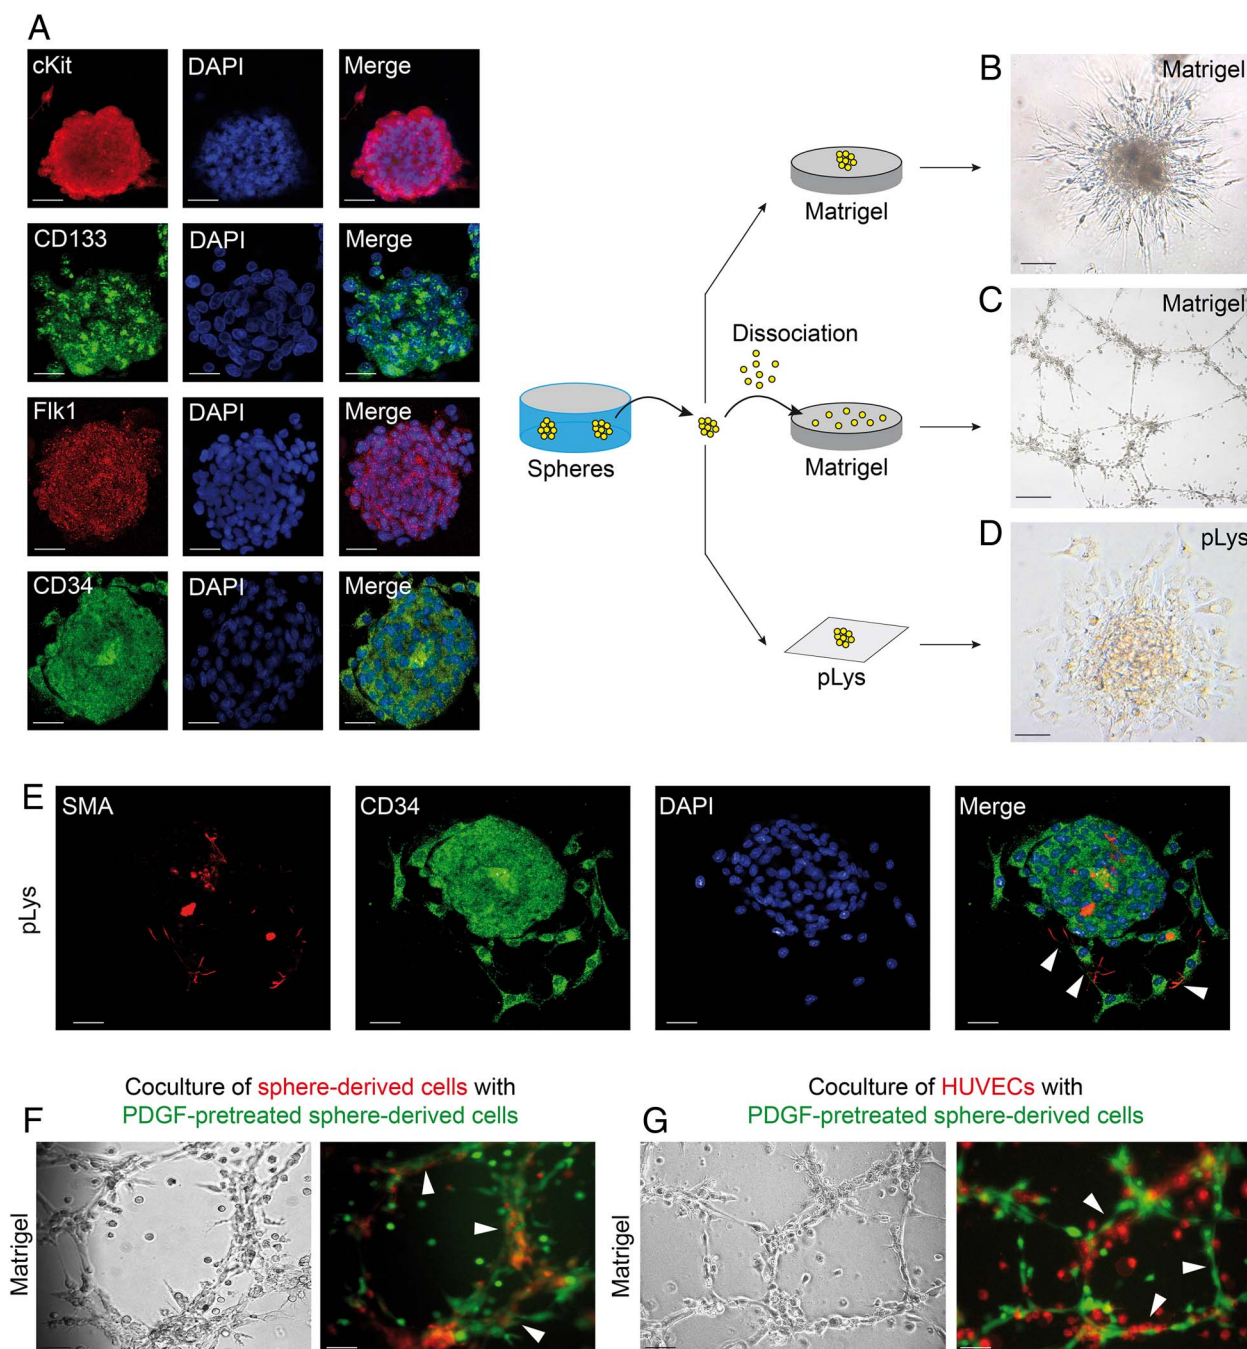 A
cKit
DAPI
Merge
CD133
DAPI
Merge
Flk1
DAPI
Merge
CD34
DAPI
Merge
Spheres
Dissociation
Matrigel
Matrigel
pLys
B
Matrigel
C
Matrigel
D
pLys
E
pLys
SMA
CD34
DAPI
Merge
Coculture of sphere-derived cells with
PDGF-pretreated sphere-derived cells
F
Matrigel
Coculture of HUVECs with
PDGF-pretreated sphere-derived cells
G
Matrigel